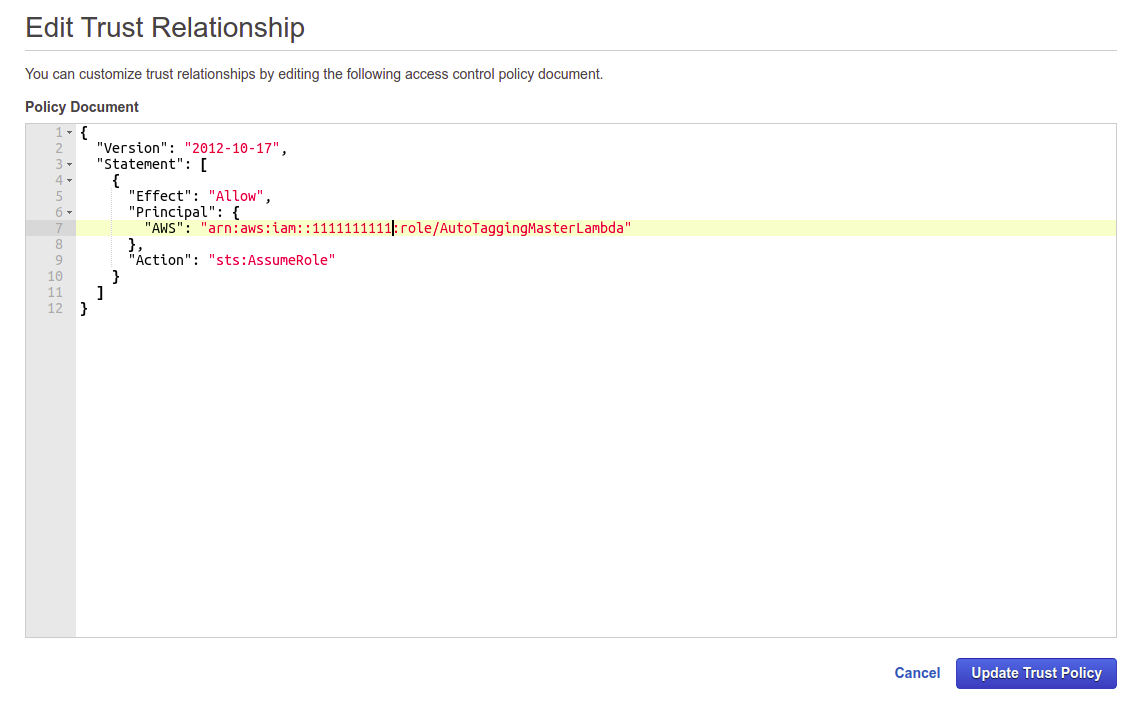 Edit Trust Relationship
You can customize trust relationships by editing the following access control policy document.
Policy Document
1 {
2 "Version": "2012-10-17",
3 "Statement": [
4 {
5 "Effect": "Allow",
6 "Principal": {
7 "AWS": "arn:aws:iam::1111111111:role/AutoTaggingMasterLambda"
8 },
9 "Action": "sts:AssumeRole"
10 }
11 ]
12 }
Cancel Update Trust Policy